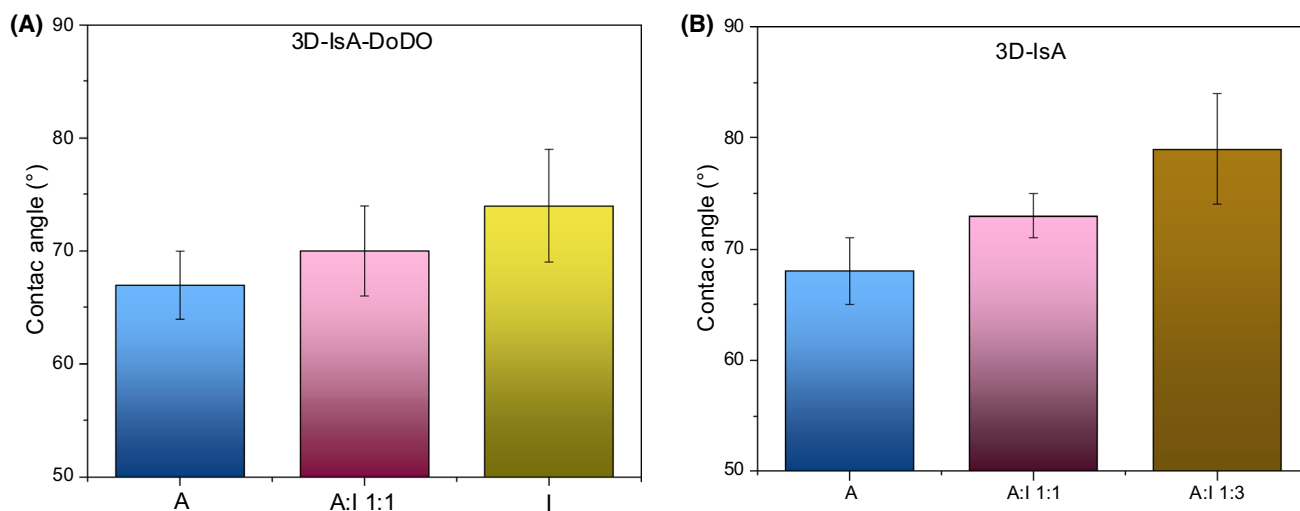 (A)
3D-IsA-DoDO
Contac angle (°)
90
80
70
60
50
A A:I 1:1 I
(B)
3D-IsA
Contac angle (°)
90
80
70
60
50
A A:I 1:1 A:I 1:3